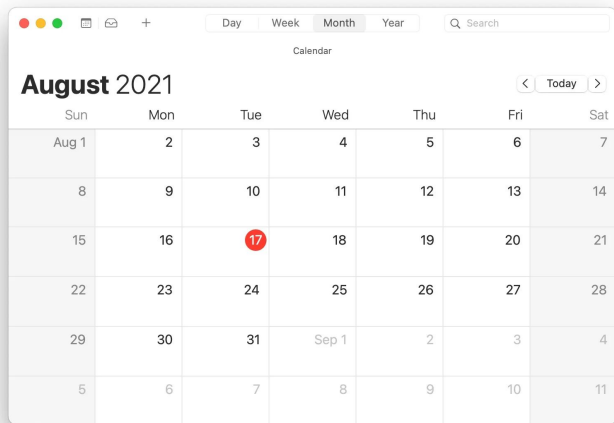 Day Week Month Year Search
Calendar
August 2021
Today
Sun Mon Tue Wed Thu Fri Sat
Aug 1 2 3 4 5 6 7
8 9 10 11 12 13 14
15 16 17 18 19 20 21
22 23 24 25 26 27 28
29 30 31 Sep 1 2 3 4
5 6 7 8 9 10 11